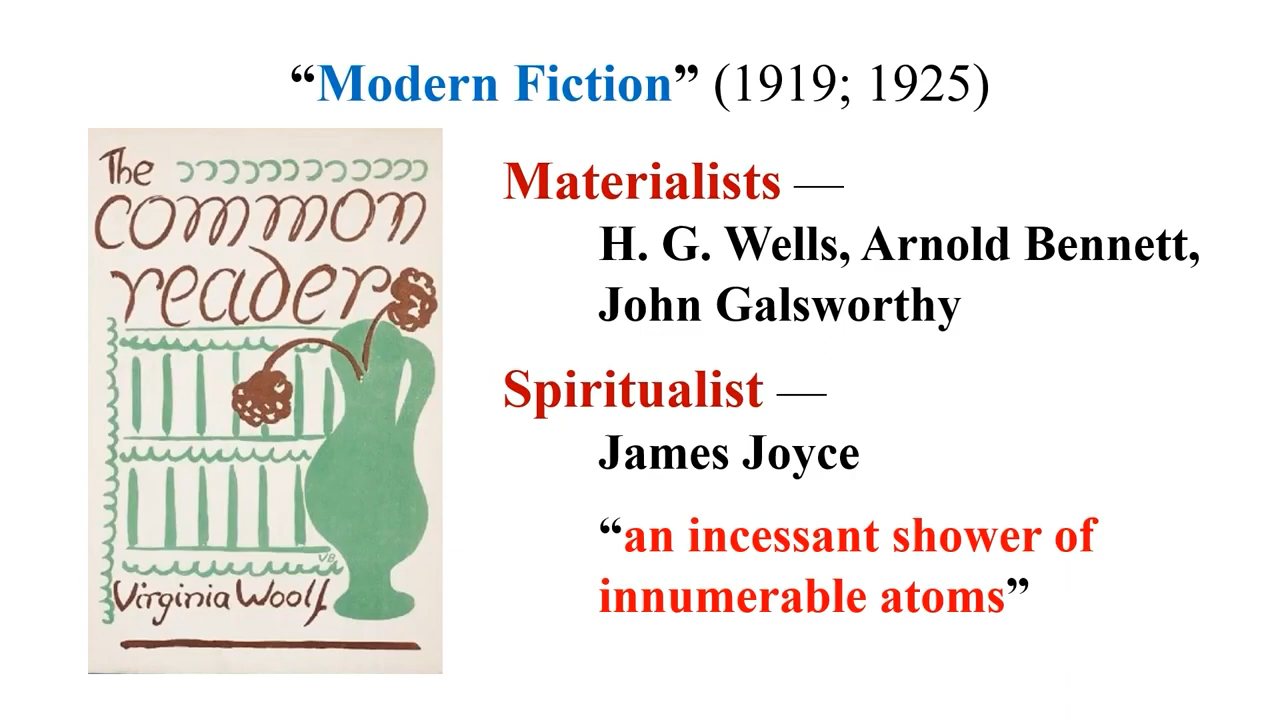 “Modern Fiction” (1919; 1925)
The
common
reader
VB
Virginia Woolf
Materialists —
H. G. Wells, Arnold Bennett,
John Galsworthy
Spiritualist —
James Joyce
“an incessant shower of
innumerable atoms”